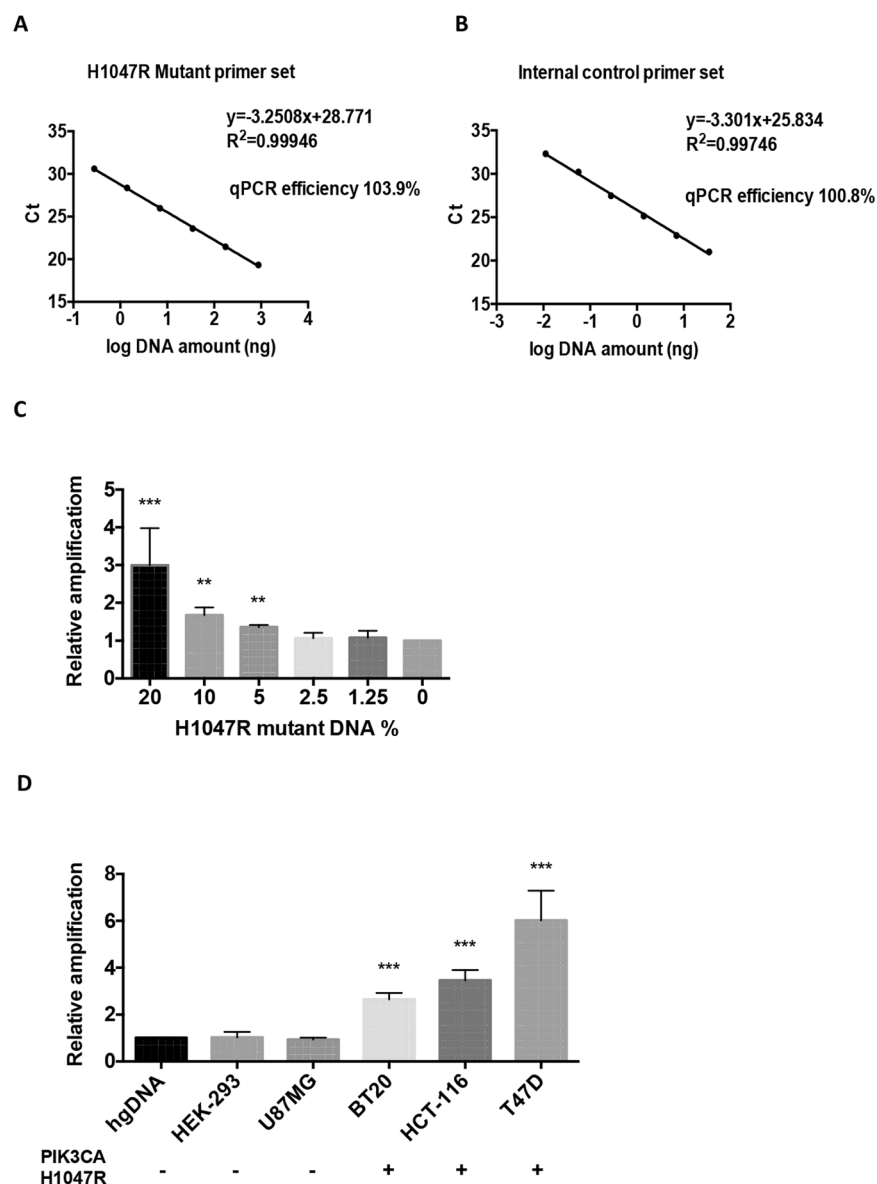 A
H1047R Mutant primer set
y=-3.2508x+28.771
R²=0.99946
qPCR efficiency 103.9%
Ct
35
30
25
20
15
-1 0 1 2 3 4
log DNA amount (ng)
B
Internal control primer set
y=-3.301x+25.834
R²=0.99746
qPCR efficiency 100.8%
Ct
35
30
25
20
15
-3 -2 -1 0 1 2
log DNA amount (ng)
C
Relative amplificatiom
5
4
3
2
1
0
*** ** **
20 10 5 2.5 1.25 0
H1047R mutant DNA %
D
Relative amplification
8
6
4
2
0
*** *** ***
hgDNA HEK-293 U87MG BT20 HCT-116 T47D
PIK3CA
H1047R - - - + + +